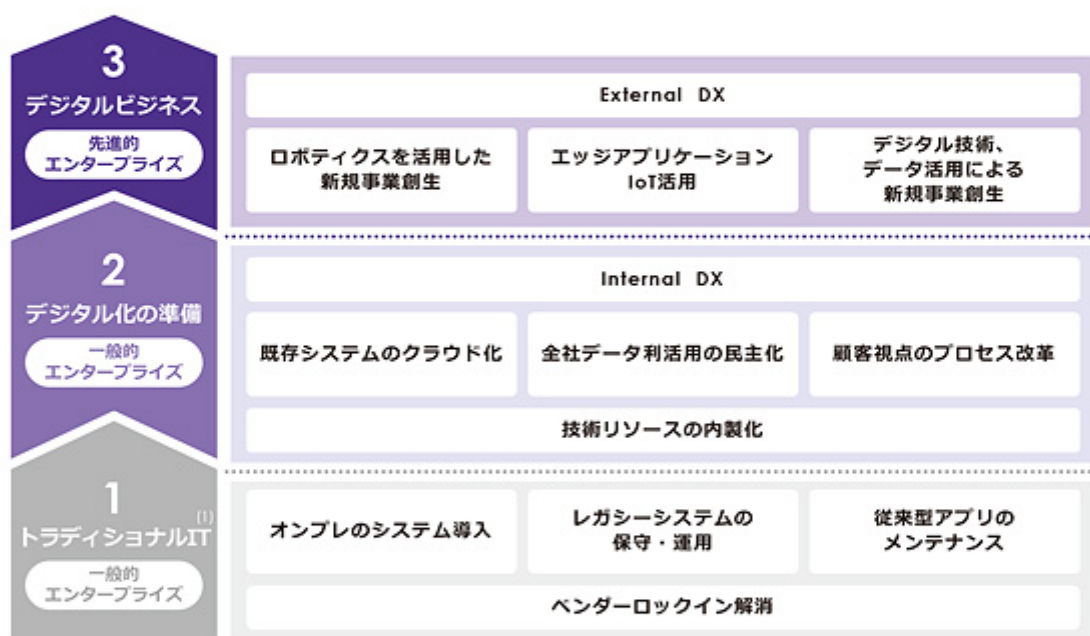 3
デジタルビジネス
先進的
エンタープライズ
External DX
ロボティクスを活用した
新規事業創生
エッジアプリケーション
IoT活用
デジタル技術、
データ活用による
新規事業創生
2
デジタル化の準備
一般的
エンタープライズ
Internal DX
既存システムのクラウド化
全社データ利活用の民主化
顧客視点のプロセス改革
技術リソースの内製化
1
(1)
トラディショナルIT
一般的
エンタープライズ
オンプレのシステム導入
レガシーシステムの
保守・運用
従来型アプリの
メンテナンス
ベンダーロックイン解消